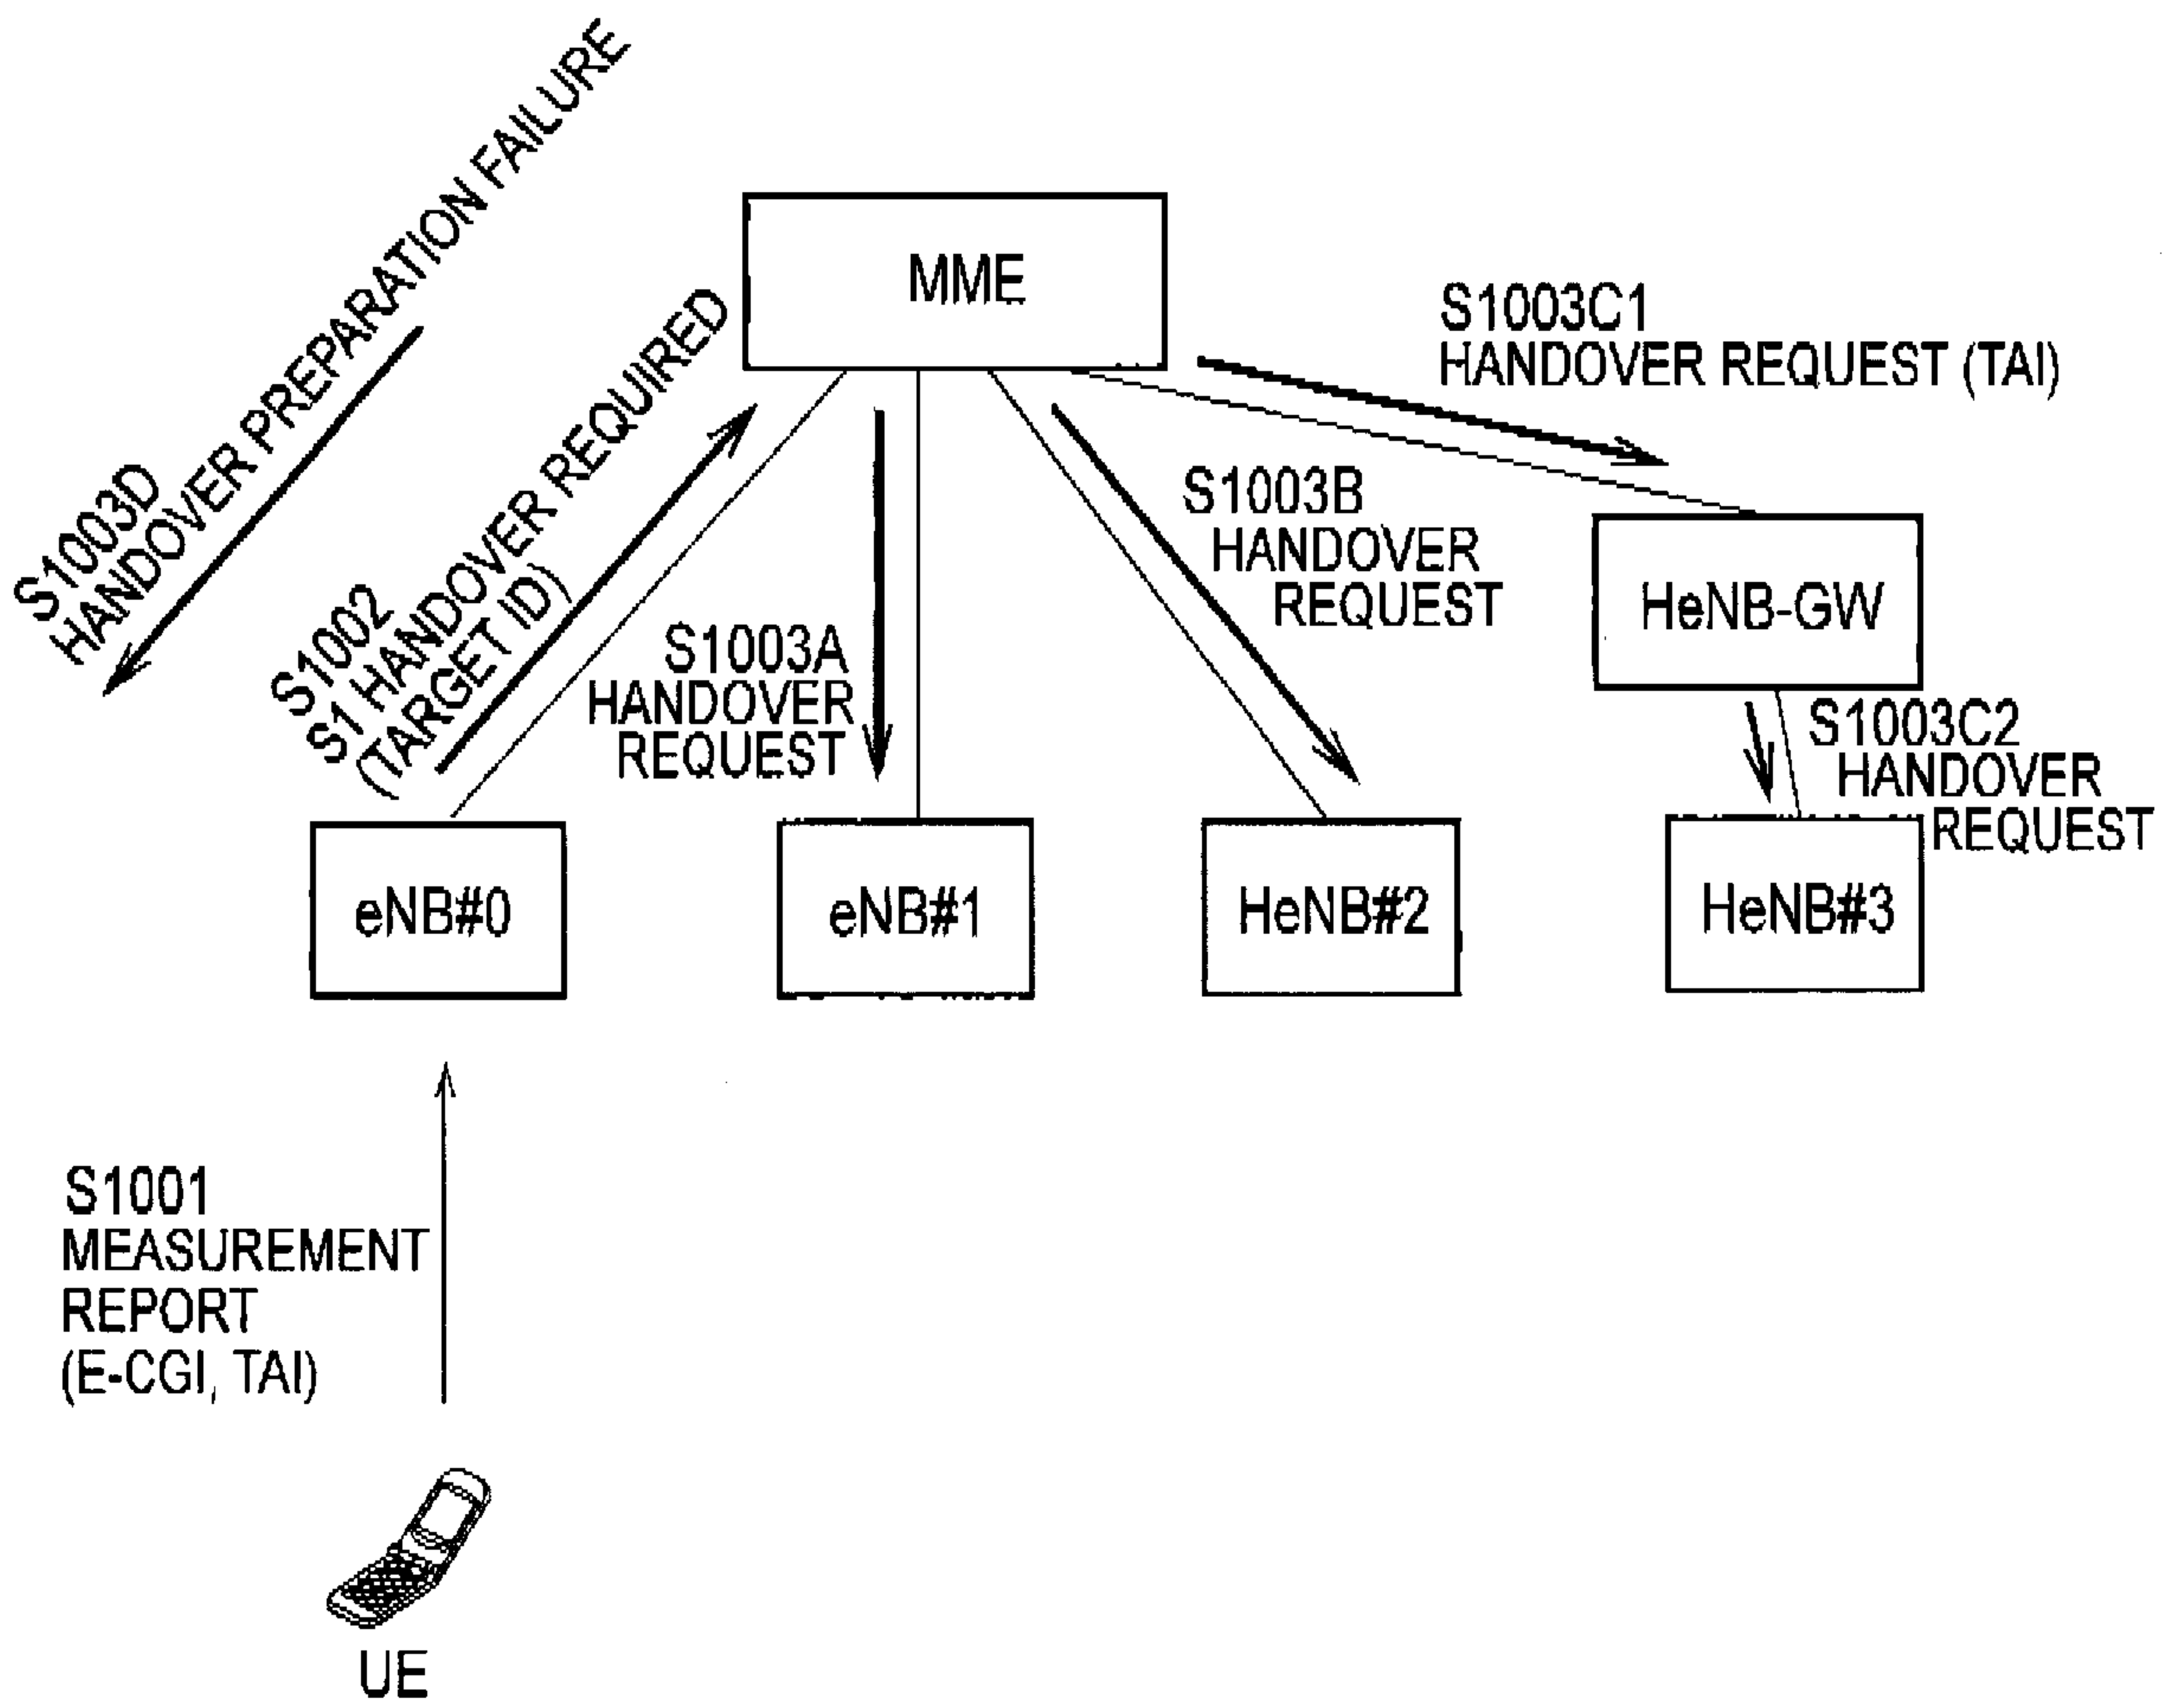 S1003D
HANDOVER PREPARATION FAILURE
S1002
S1 HANDOVER REQUIRED
(TARGET ID))
MME
S1003C1
HANDOVER REQUEST (TAI)
S1003B
HANDOVER
REQUEST
HeNB-GW
S1003A
HANDOVER
REQUEST
S1003C2
HANDOVER
REQUEST
eNB#0
eNB#1
HeNB#2
HeNB#3
S1001
MEASUREMENT
REPORT
(E-CGI, TAI)
UE